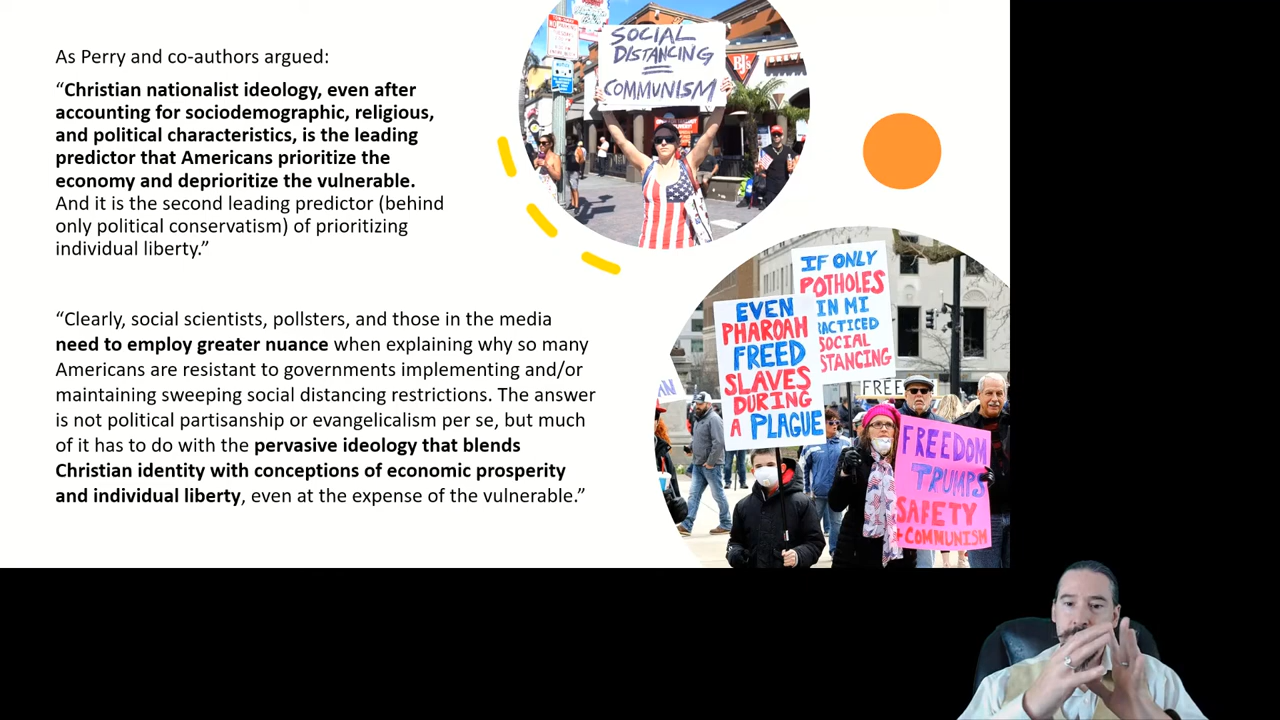 As Perry and co-authors argued:
“Christian nationalist ideology, even after
accounting for sociodemographic, religious,
and political characteristics, is the leading
predictor that Americans prioritize the
economy and deprioritize the vulnerable.
And it is the second leading predictor (behind
only political conservatism) of prioritizing
individual liberty.”
“Clearly, social scientists, pollsters, and those in the media
need to employ greater nuance when explaining why so many
Americans are resistant to governments implementing and/or
maintaining sweeping social distancing restrictions. The answer
is not political partisanship or evangelicalism per se, but much
of it has to do with the pervasive ideology that blends
Christian identity with conceptions of economic prosperity
and individual liberty, even at the expense of the vulnerable.”
SOCIAL
DISTANCING
=
COMMUNISM
BJ's
IF ONLY
POTHOLES
IN MI
RACTICED
SOCIAL
STANCING
EVEN
PHAROAH
FREED
SLAVES
DURING
A PLAGUE
FREE
FREEDOM
TRUMPS
SAFETY
+COMMUNISM